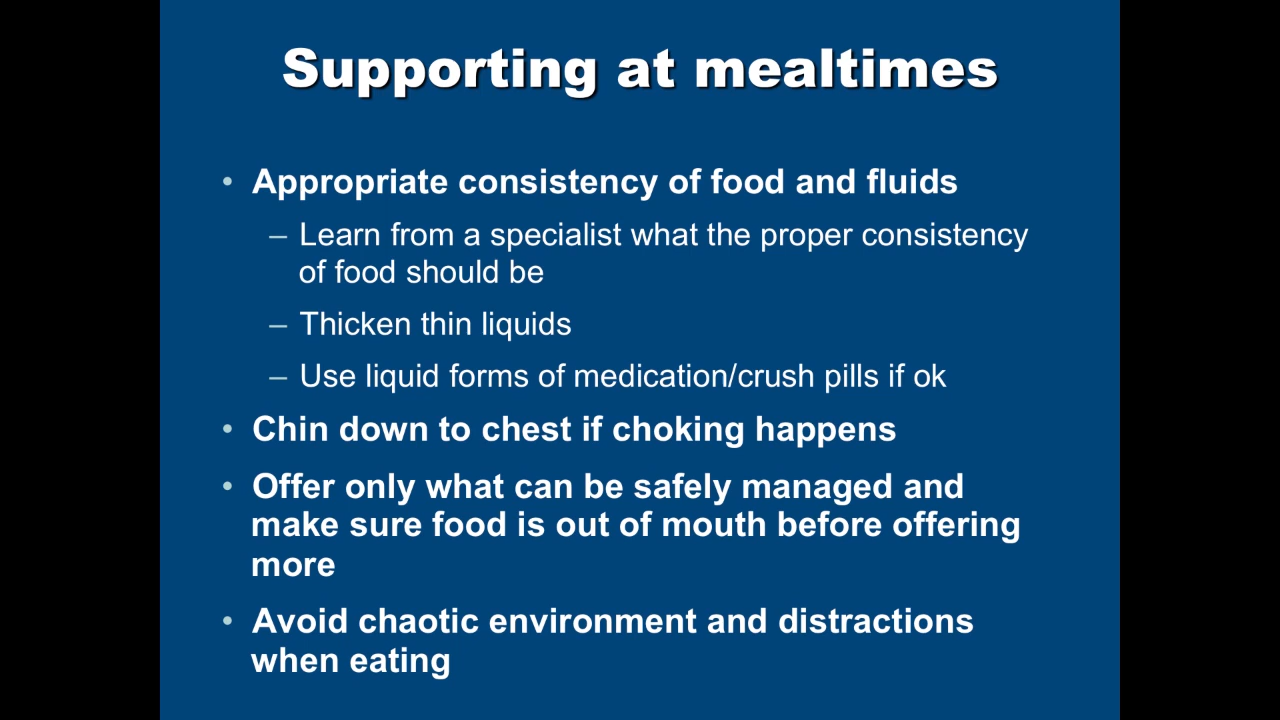 Supporting at mealtimes
• Appropriate consistency of food and fluids
– Learn from a specialist what the proper consistency
of food should be
– Thicken thin liquids
– Use liquid forms of medication/crush pills if ok
• Chin down to chest if choking happens
• Offer only what can be safely managed and
make sure food is out of mouth before offering
more
• Avoid chaotic environment and distractions
when eating